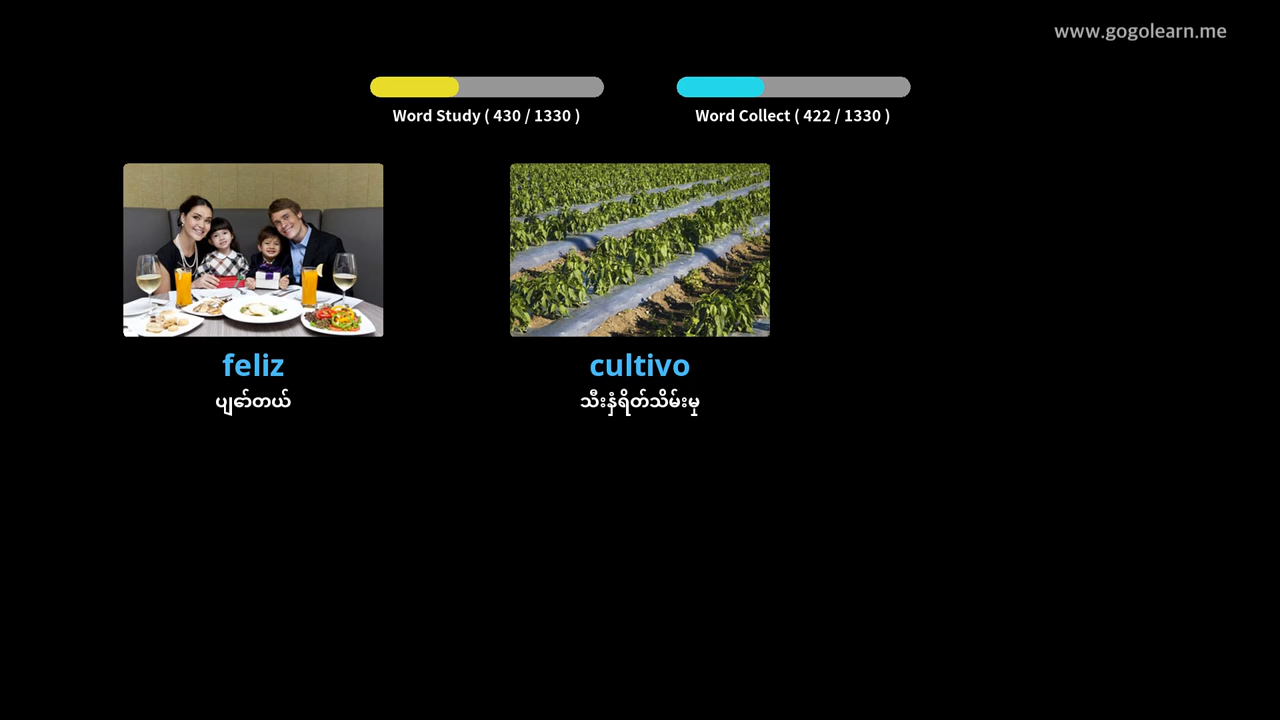 www.gogolearn.me
Word Study ( 430 / 1330 )
Word Collect ( 422 / 1330 )
feliz
ပျော်တယ်
cultivo
သီးနှံရိတ်သိမ်းမှု